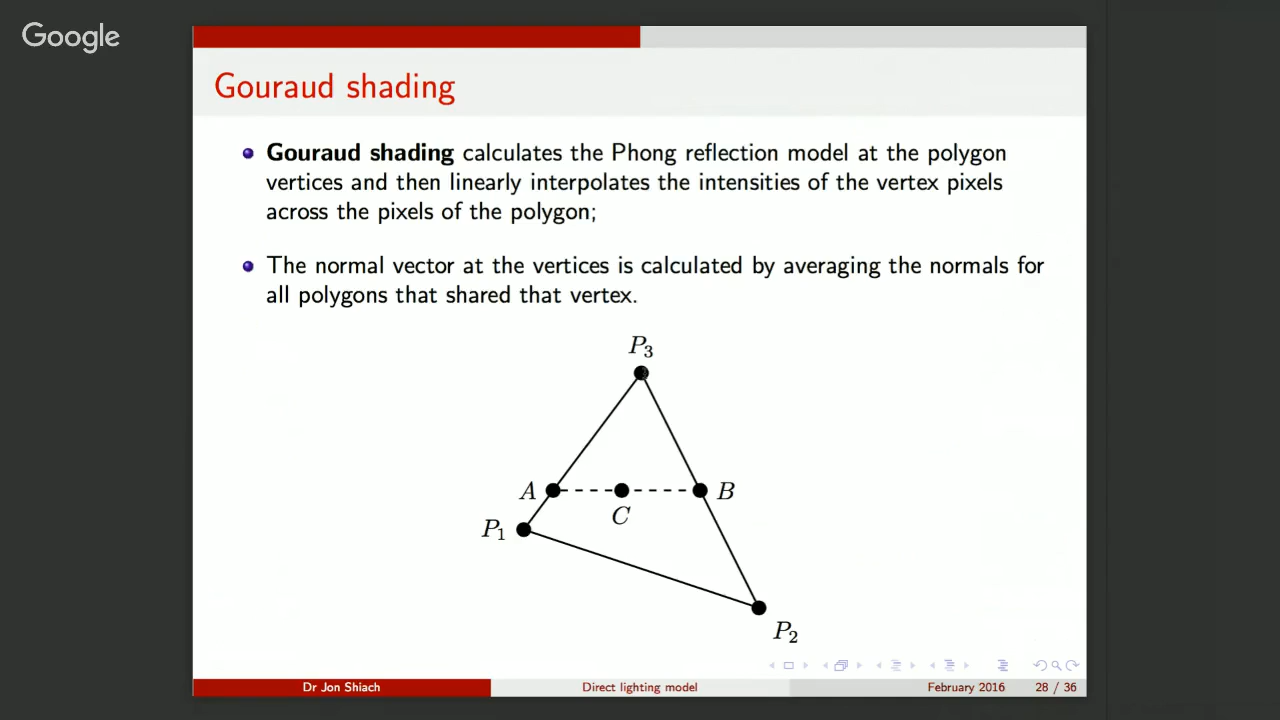 Google
Gouraud shading
Gouraud shading calculates the Phong reflection model at the polygon
vertices and then linearly interpolates the intensities of the vertex pixels
across the pixels of the polygon;
The normal vector at the vertices is calculated by averaging the normals for
all polygons that shared that vertex.
P3
A
B
C
P1
P2
Dr Jon Shiach
Direct lighting model
February 2016
28 / 36